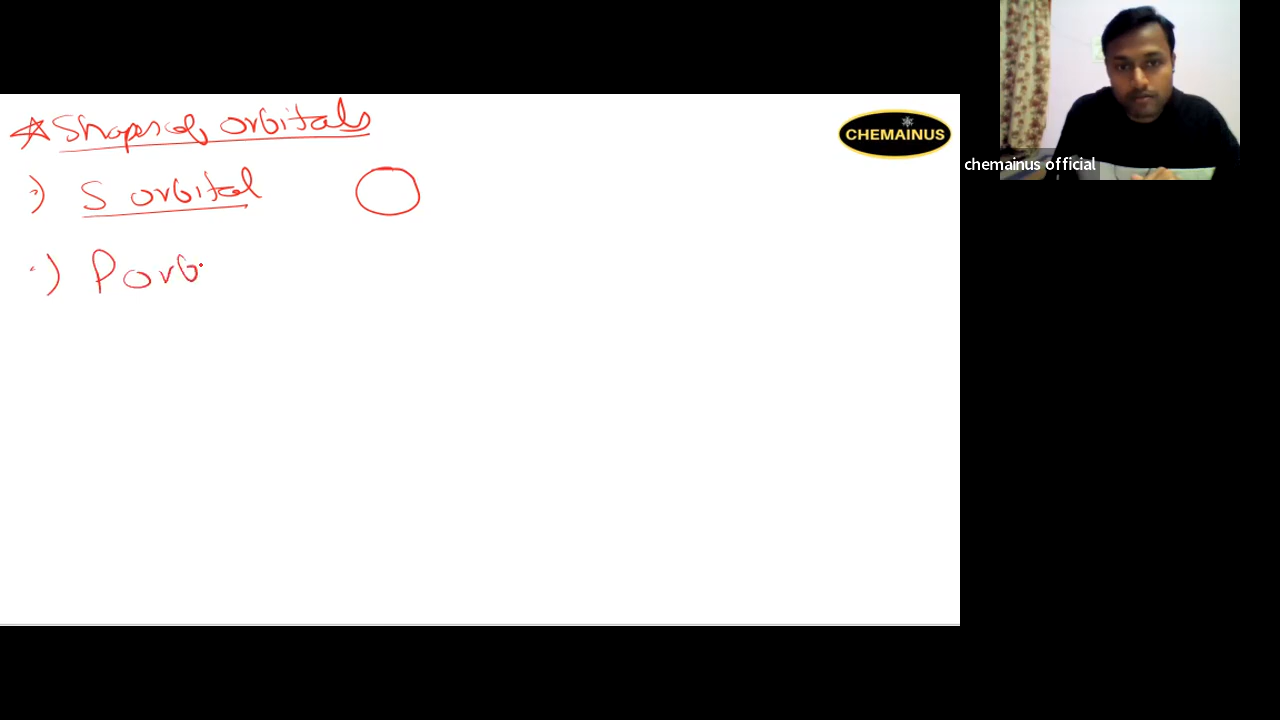 Shapes of orbitals
CHEMAINUS
chemainus official
:) S orbital
:) P orb